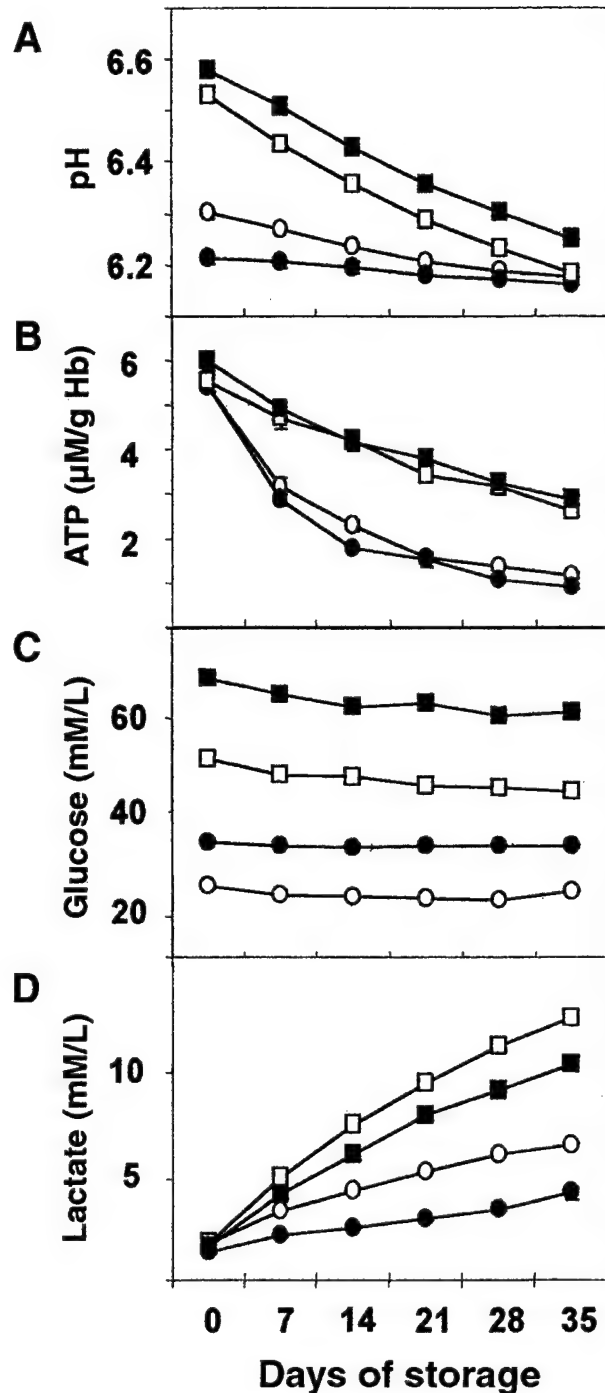 A
6.6
6.4
6.2
pH
B
6
4
2
ATP (µM/g Hb)
C
60
40
20
Glucose (mM/L)
D
10
5
Lactate (mM/L)
0 7 14 21 28 35
Days of storage